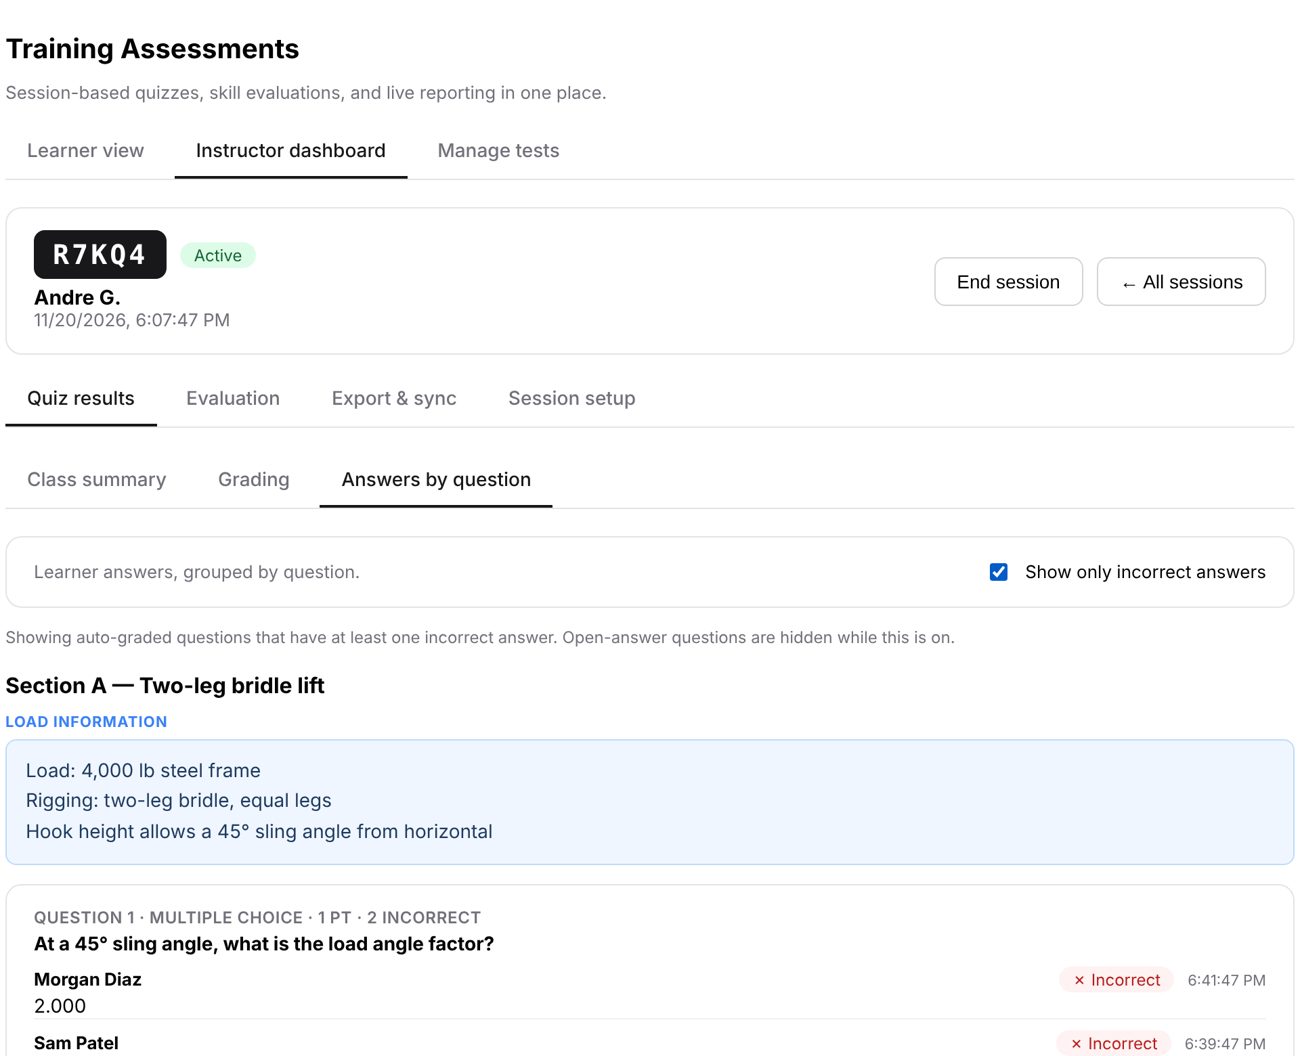 Training Assessments
Session-based quizzes, skill evaluations, and live reporting in one place.
Learner view
Instructor dashboard
Manage tests
R7KQ4
Active
Andre G.
11/20/2026, 6:07:47 PM
End session
← All sessions
Quiz results
Evaluation
Export & sync
Session setup
Class summary
Grading
Answers by question
Learner answers, grouped by question.
Show only incorrect answers
Showing auto-graded questions that have at least one incorrect answer. Open-answer questions are hidden while this is on.
Section A — Two-leg bridle lift
LOAD INFORMATION
Load: 4,000 lb steel frame
Rigging: two-leg bridle, equal legs
Hook height allows a 45° sling angle from horizontal
QUESTION 1 · MULTIPLE CHOICE · 1 PT · 2 INCORRECT
At a 45° sling angle, what is the load angle factor?
Morgan Diaz
× Incorrect
6:41:47 PM
2.000
Sam Patel
× Incorrect
6:39:47 PM